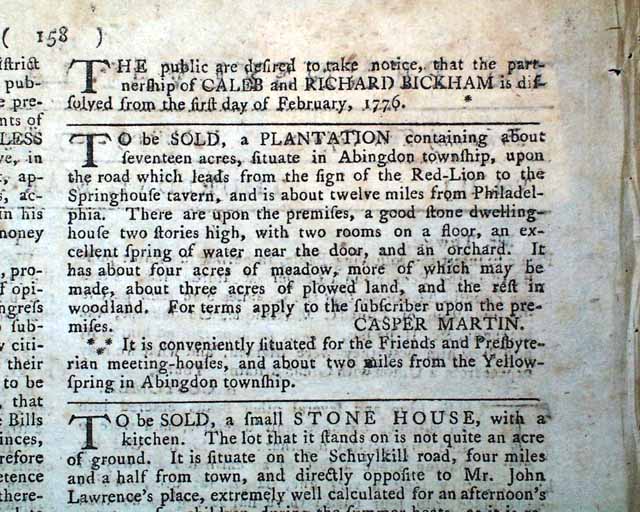 ( 158 )
THE public are deſired to take notice, that the part-
nerſhip of CALEB and RICHARD BICKHAM is diſ-
ſolved from the firſt day of February, 1776. *
TO be SOLD, a PLANTATION containing about
ſeventeen acres, ſituate in Abingdon townſhip, upon
the road which leads from the ſign of the Red-Lion to the
Springhouſe tavern, and is about twelve miles from Philadel-
phia. There are upon the premiſes, a good ſtone dwelling-
houſe two ſtories high, with two rooms on a floor, an ex-
cellent ſpring of water near the door, and an orchard. It
has about four acres of meadow, more of which may be
made, about three acres of plowed land, and the reſt in
woodland. For terms apply to the ſubſcriber upon the pre-
miſes. CASPER MARTIN.
*⁎* It is conveniently ſituated for the Friends and Preſbyte-
rian meeting-houſes, and about two miles from the Yellow-
ſpring in Abingdon townſhip.
TO be SOLD, a ſmall STONE HOUSE, with a
kitchen. The lot that it ſtands on is not quite an acre
of ground. It is ſituate on the Schuylkill road, four miles
and a half from town, and directly oppoſite to Mr. John
Lawrence's place, extremely well calculated for an afternoon's
ſtrict
pub-
e pre-
nts of
LESS
ve, in
, ap-
s, ac-
in his
money
, pro-
f opi-
ongreſs
o ſub-
w citi-
their
to be
that
e Bills
inces,
refore
petence
there-